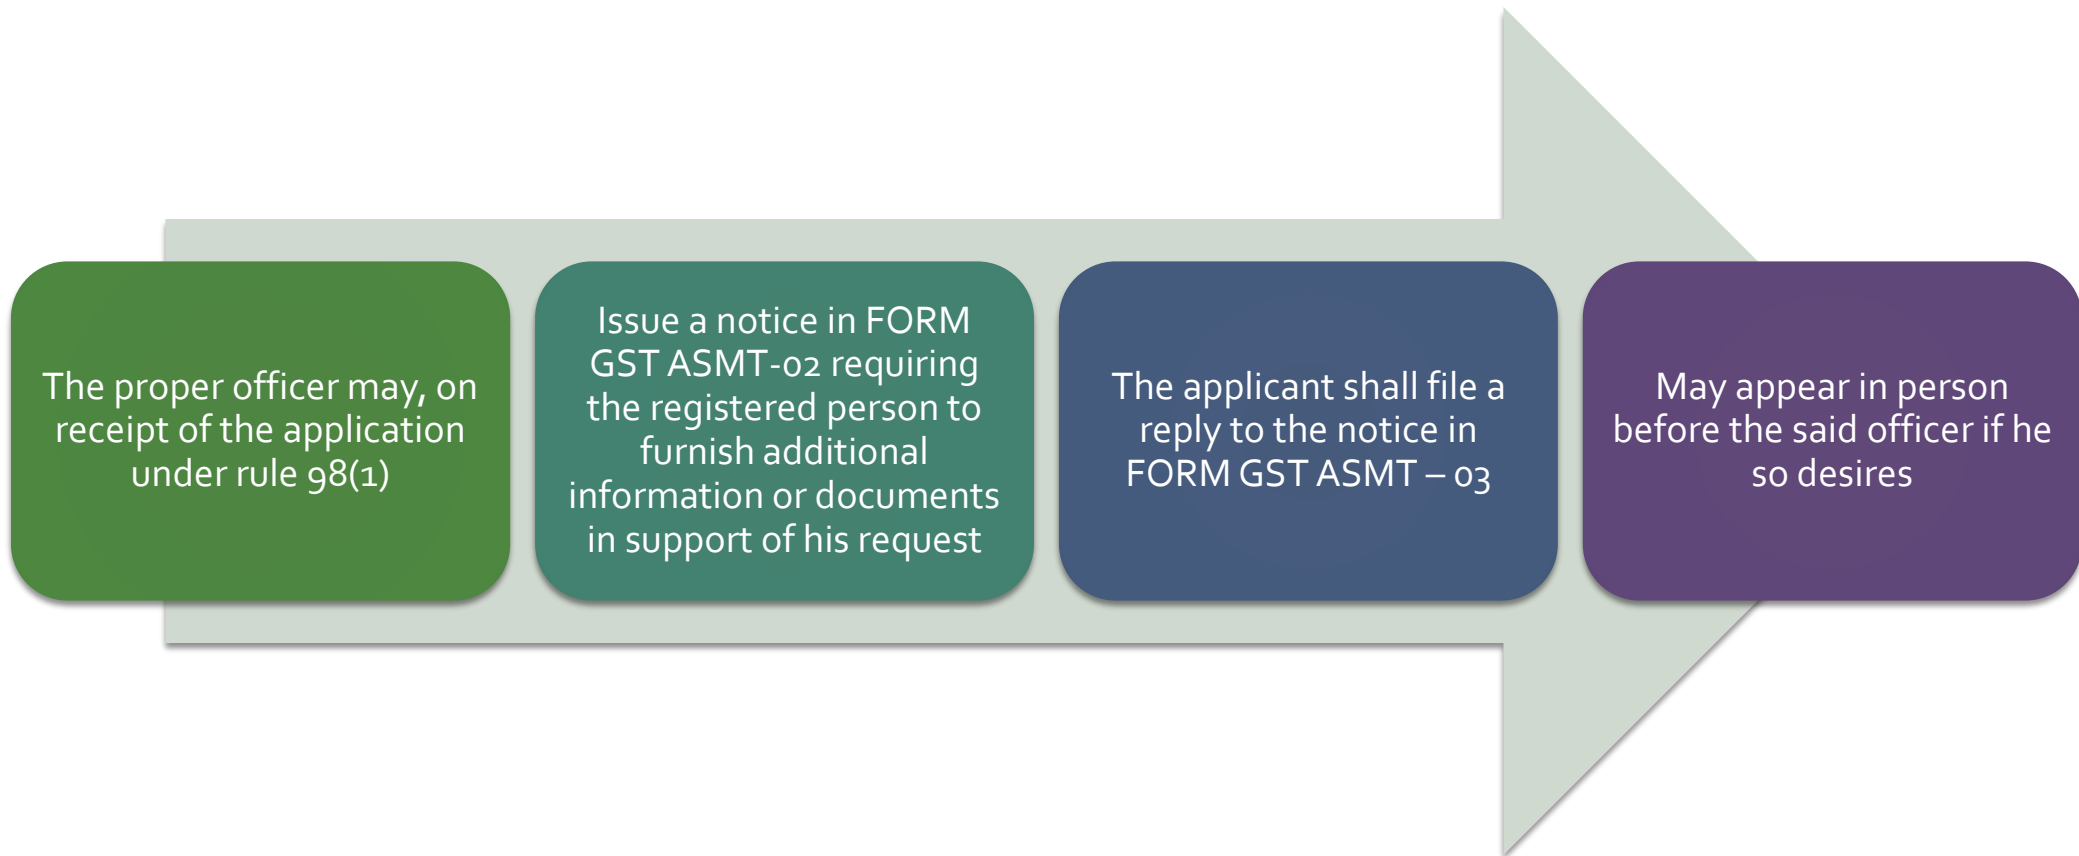 The proper officer may, on
receipt of the application
under rule 98(1)
Issue a notice in FORM
GST ASMT-02 requiring
the registered person to
furnish additional
information or documents
in support of his request
The applicant shall file a
reply to the notice in
FORM GST ASMT – 03
May appear in person
before the said officer if he
so desires